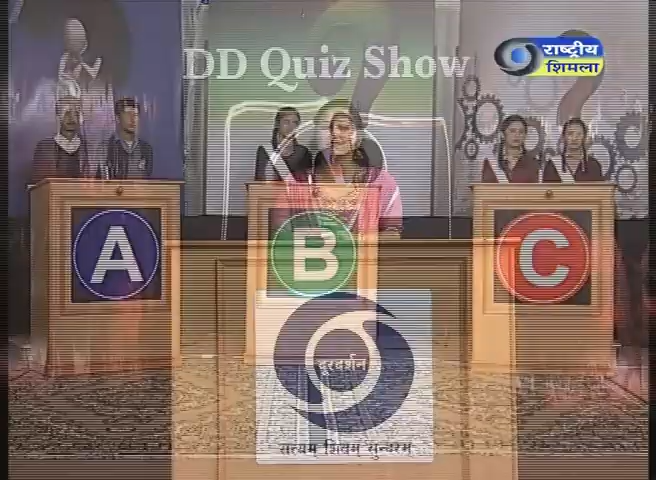 DD Quiz Show
राष्ट्रीय
शिमला
A
B
C
दूरदर्शन
सत्यम् शिवम् सुन्दरम्